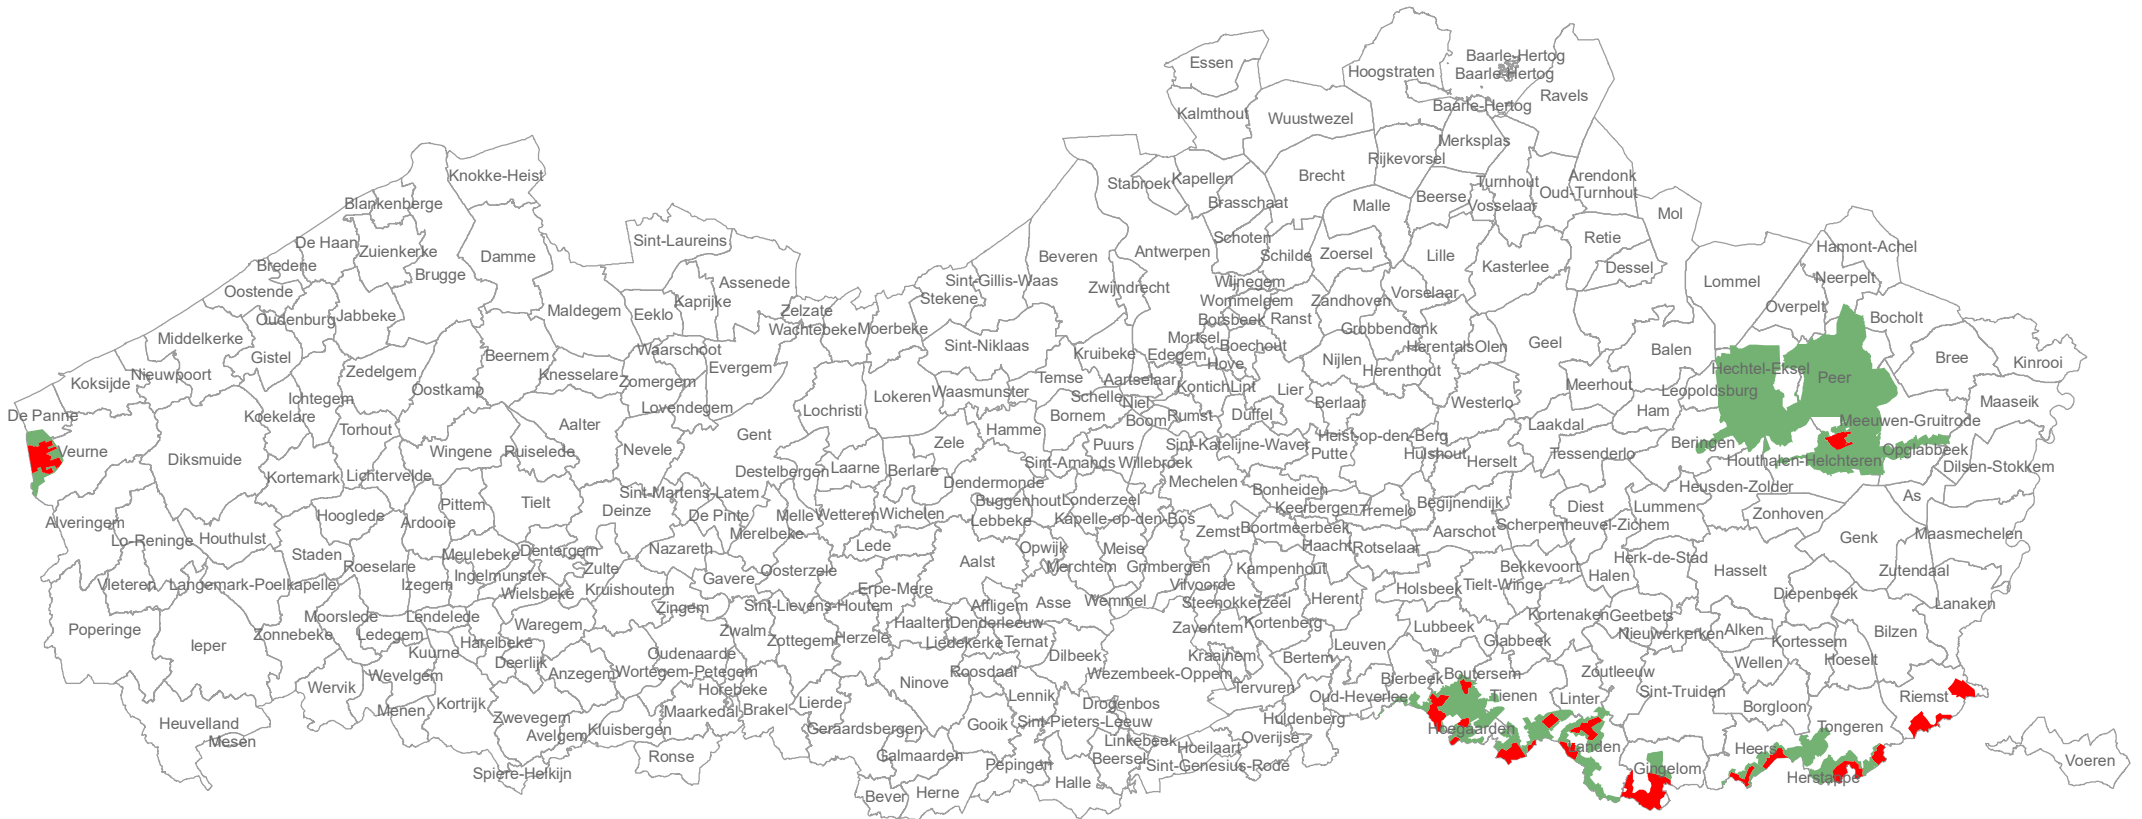 Essen
Hoogstraten
Baarle-Hertog
Baarle-Hertog
Baarle-Hertog
Ravels
Kalmthout
Wuustwezel
Merksplas
Rijkevorsel
Knokke-Heist
Stabroek
Kapellen
Brecht
Turnhout
Arendonk
Oud-Turnhout
Blankenberge
Brasschaat
Malle
Beerse
Vosselaar
Mol
De Haan
Zuienkerke
Sint-Laureins
Damme
Beveren
Antwerpen
Schoten
Schilde
Zoersel
Lille
Kasterlee
Retie
Dessel
Hamont-Achel
Bredene
Brugge
Assenede
Sint-Gillis-Waas
Zwijndrecht
Wijnegem
Lommel
Neerpelt
Oostende
Kaprijke
Stekene
Wommelgem
Zandhoven
Vorselaar
Overpelt
Oudenburg
Jabbeke
Maldegem
Eeklo
Zelzate
Wachtebeke
Moerbeke
Borsbeek
Ranst
Grobbendonk
Bocholt
Middelkerke
Gistel
Beernem
Waarschoot
Sint-Niklaas
Kruibeke
Mortsel
Edegem
Boechout
Hove
Nijlen
Herentals
Olen
Geel
Balen
Bree
Kinrooi
Koksijde
Nieuwpoort
Zedelgem
Oostkamp
Knesselare
Zomergem
Evergem
Waasmunster
Temse
Aartselaar
Kontich
Lint
Lier
Herenthout
Meerhout
Leopoldsburg
Hechtel-Eksel
Peer
De Panne
Ichtegem
Koekelare
Lovendegem
Lochristi
Lokeren
Schelle
Niel
Bornem
Boom
Rumst
Duffel
Berlaar
Westerlo
Ham
Maaseik
Veurne
Torhout
Aalter
Gent
Hamme
Laakdal
Meeuwen-Gruitrode
Diksmuide
Wingene
Ruiselede
Nevele
Zele
Puurs
Sint-Katelijne-Waver
Heist-op-den-Berg
Putte
Hulshout
Herselt
Tessenderlo
Beringen
Houthalen-Helchteren
Opglabbeek
Dilsen-Stokkem
Kortemark
Lichtervelde
Destelbergen
Laarne
Berlare
Sint-Amands
Willebroek
Dendermonde
Mechelen
Bonheiden
Heusden-Zolder
Pittem
Tielt
Sint-Martens-Latem
Deinze
De Pinte
Melle
Wetteren
Wichelen
Buggenhout
Londerzeel
Keerbergen
Tremelo
Begijnendijk
Diest
Lummen
Zonhoven
As
Alveringem
Hooglede
Ardooie
Merelbeke
Lebbeke
Kapelle-op-den-Bos
Zemst
Boortmeerbeek
Scherpenheuvel-Zichem
Aarschot
Genk
Maasmechelen
Lo-Reninge
Houthulst
Staden
Roeselare
Meulebeke
Dentergem
Nazareth
Lede
Aalst
Opwijk
Meise
Haacht
Rotselaar
Herk-de-Stad
Vleteren
Langemark-Poelkapelle
Izegem
Ingelmunster
Wielsbeke
Zulte
Kruishoutem
Gavere
Oosterzele
Erpe-Mere
Merchtem
Grimbergen
Vilvoorde
Kampenhout
Holsbeek
Tielt-Winge
Bekkevoort
Halen
Hasselt
Zutendaal
Diepenbeek
Lanaken
Moorslede
Lendelede
Zingem
Sint-Lievens-Houtem
Affligem
Asse
Wemmel
Steenokkerzeel
Herent
Poperinge
Ieper
Zonnebeke
Ledegem
Kuurne
Harelbeke
Waregem
Zwalm
Zottegem
Herzele
Haaltert
Denderleeuw
Liedekerke
Ternat
Zaventem
Kortenberg
Lubbeek
Glabbeek
Kortenaken
Geetbets
Nieuwerkerken
Alken
Kortessem
Bilzen
Deerlijk
Anzegem
Oudenaarde
Wortegem-Petegem
Dilbeek
Kraainem
Bertem
Leuven
Wellen
Hoeselt
Wervik
Wevelgem
Ninove
Roosdaal
Wezembeek-Oppem
Tervuren
Bierbeek
Boutersem
Zoutleeuw
Heuvelland
Mesen
Menen
Kortrijk
Zwevegem
Avelgem
Kluisbergen
Maarkedal
Horebeke
Brakel
Lierde
Geraardsbergen
Lennik
Gooik
Drogenbos
Sint-Pieters-Leeuw
Linkebeek
Beersel
Oud-Heverlee
Huldenberg
Overijse
Hoeilaart
Sint-Genesius-Rode
Hoegaarden
Tienen
Linter
Landen
Sint-Truiden
Borgloon
Riemst
Tongeren
Heers
Herstappe
Gingelom
Voeren
Spiere-Helkijn
Ronse
Galmaarden
Pepingen
Halle
Bever
Herne